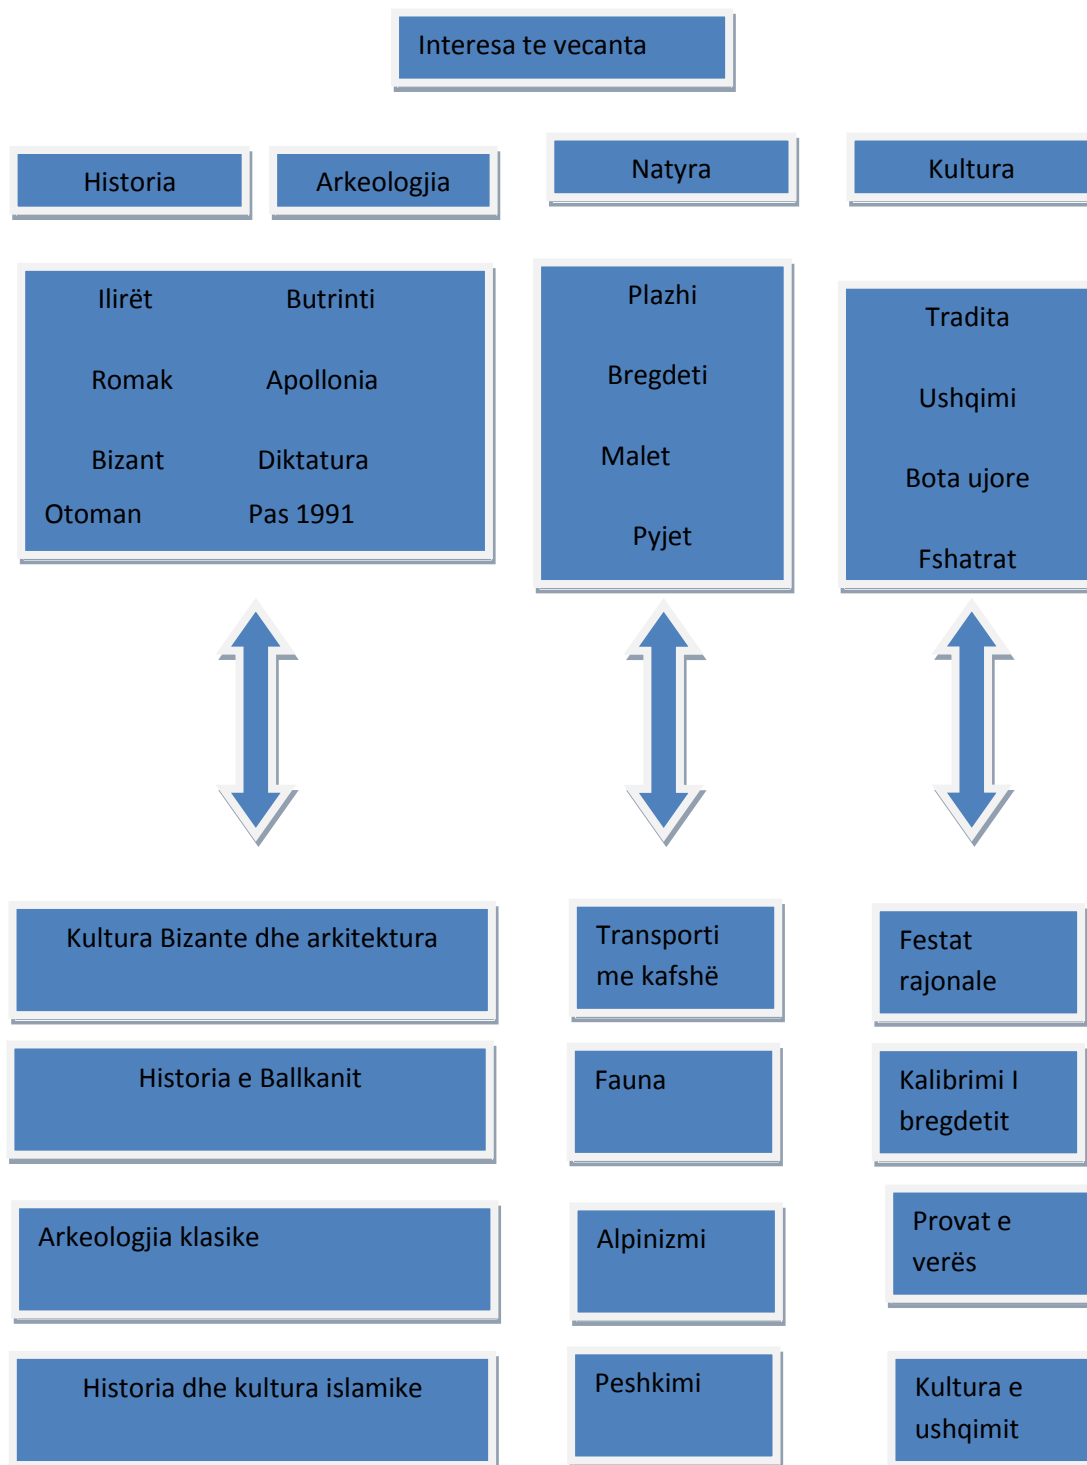 Interesa te vecanta
Historia
Arkeologjia
Natyra
Kultura
Ilirët Butrinti
Romak Apollonia
Bizant Diktatura
Otoman Pas 1991
Plazhi
Bregdeti
Malet
Pyjet
Tradita
Ushqimi
Bota ujore
Fshatrat
Kultura Bizante dhe arkitektura
Transporti
me kafshë
Festat
rajonale
Historia e Ballkanit
Fauna
Kalibrimi I
bregdetit
Arkeologjia klasike
Alpinizmi
Provat e
verës
Historia dhe kultura islamike
Peshkimi
Kultura e
ushqimit